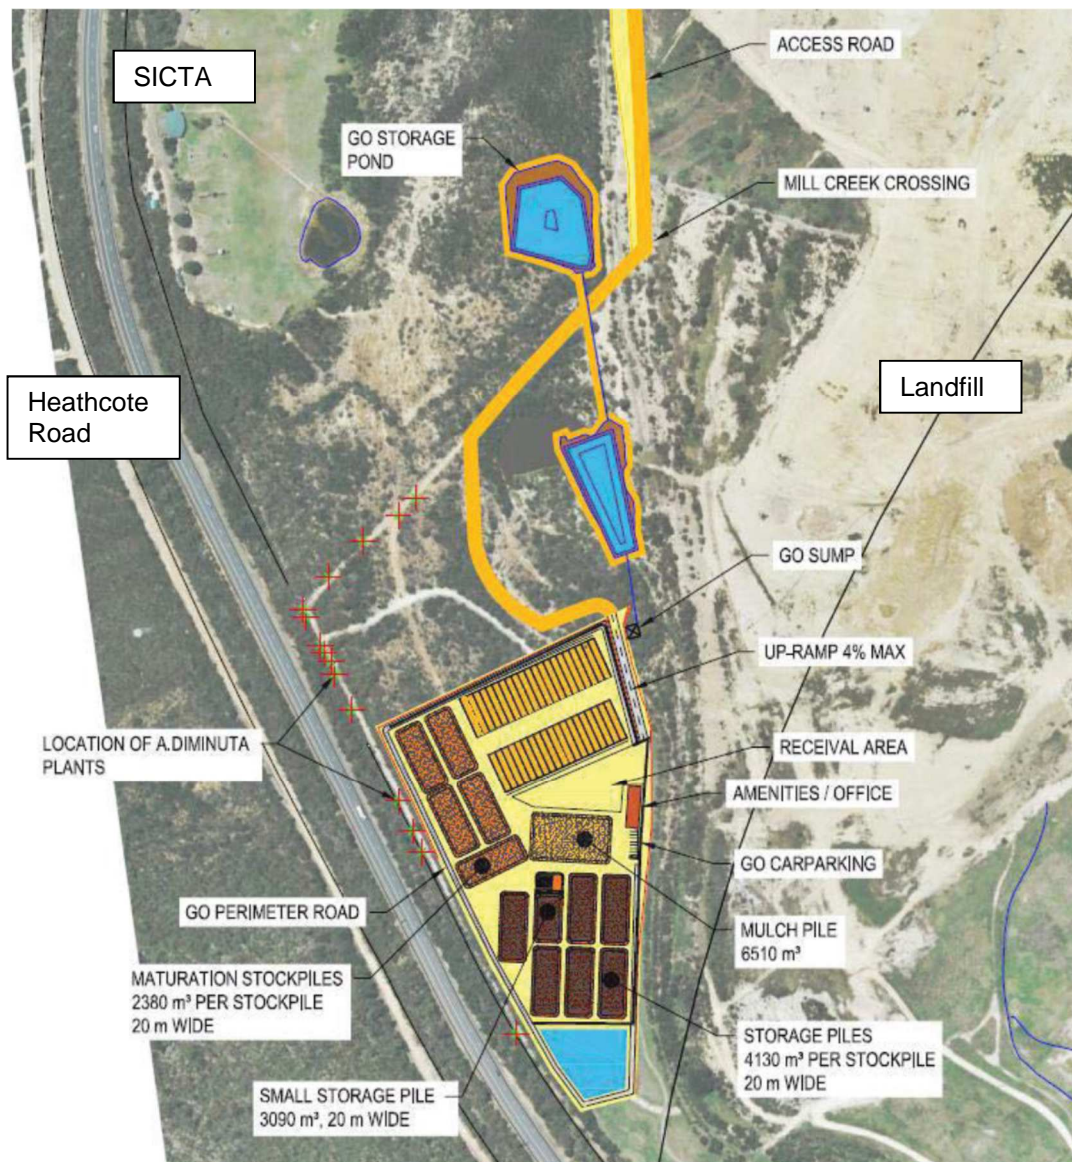 ACCESS ROAD
SICTA
GO STORAGE
POND
MILL CREEK CROSSING
Heathcote
Road
Landfill
GO SUMP
UP-RAMP 4% MAX
LOCATION OF A.DIMINUTA
PLANTS
RECEIVAL AREA
AMENITIES / OFFICE
GO CARPARKING
GO PERIMETER ROAD
MULCH PILE
6510 m³
MATURATION STOCKPILES
2380 m³ PER STOCKPILE
20 m WIDE
STORAGE PILES
4130 m³ PER STOCKPILE
20 m WIDE
SMALL STORAGE PILE
3090 m³, 20 m WIDE